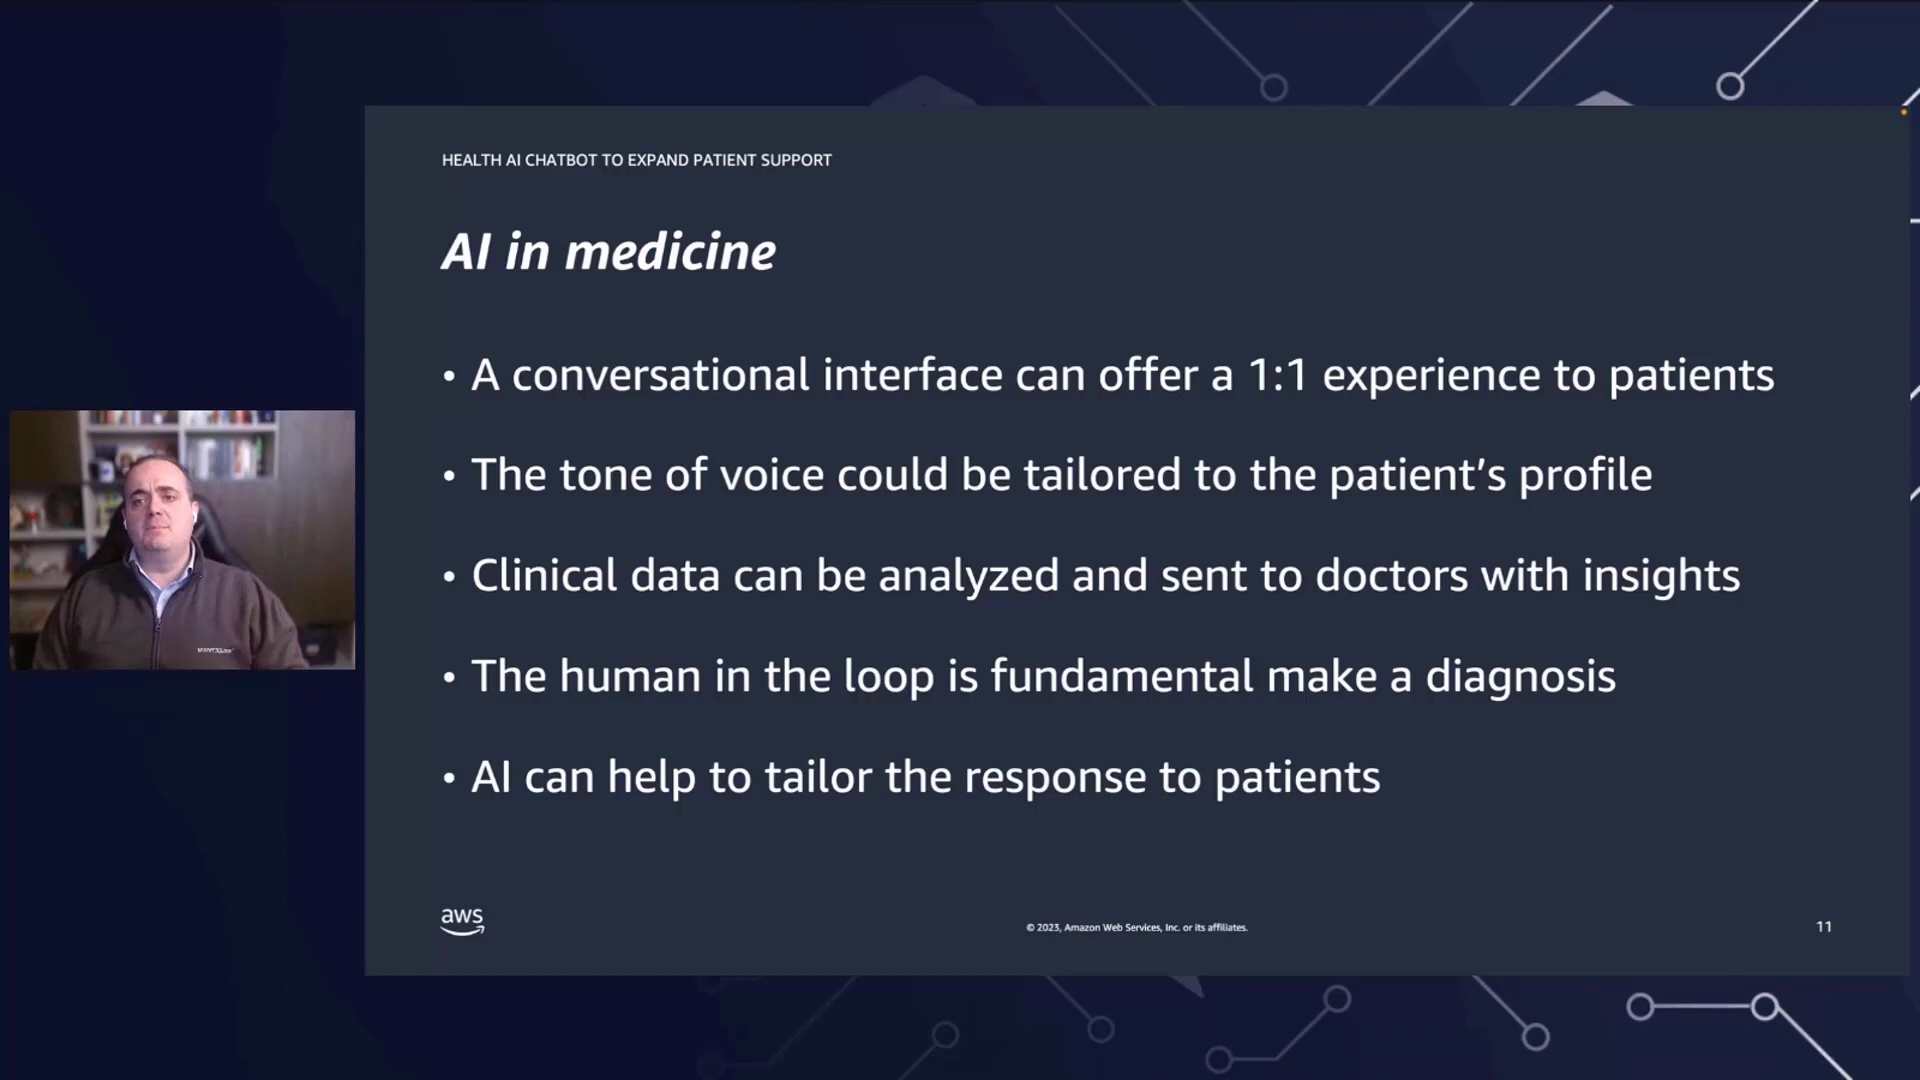 HEALTH AI CHATBOT TO EXPAND PATIENT SUPPORT
AI in medicine
• A conversational interface can offer a 1:1 experience to patients
• The tone of voice could be tailored to the patient's profile
• Clinical data can be analyzed and sent to doctors with insights
• The human in the loop is fundamental make a diagnosis
• AI can help to tailor the response to patients
aws
© 2023, Amazon Web Services, Inc. or its affiliates.
11